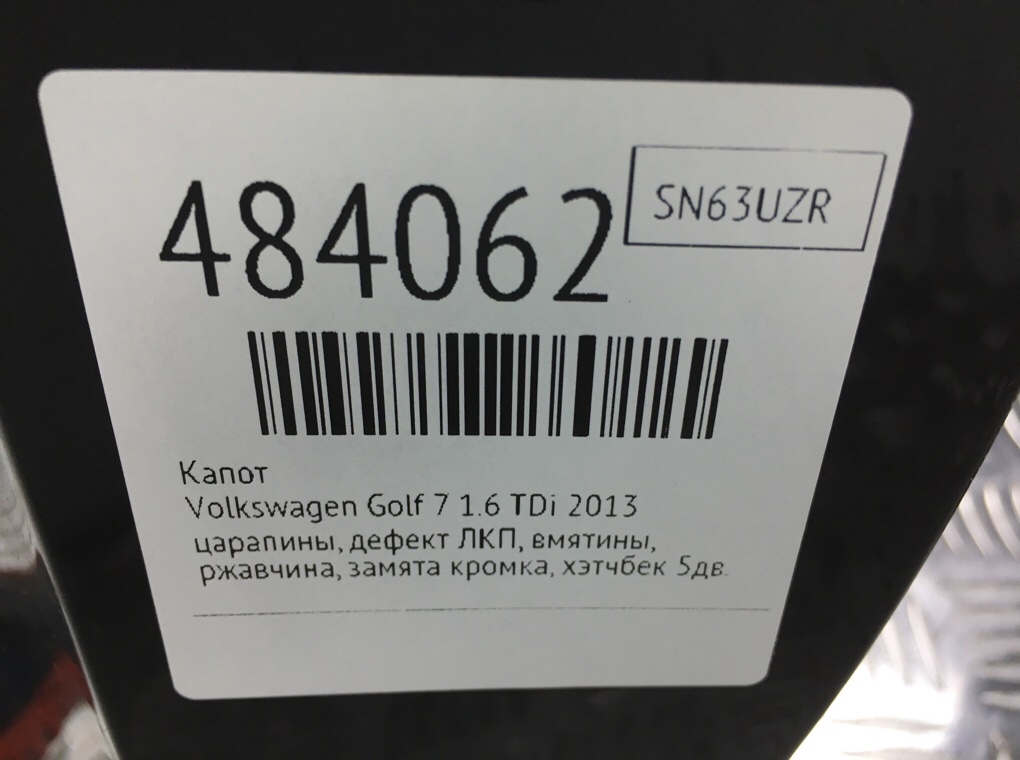 484062
SN63UZR
Капот
Volkswagen Golf 7 1.6 TDi 2013
царапины, дефект ЛКП, вмятины,
ржавчина, замята кромка, хэтчбек 5дв.